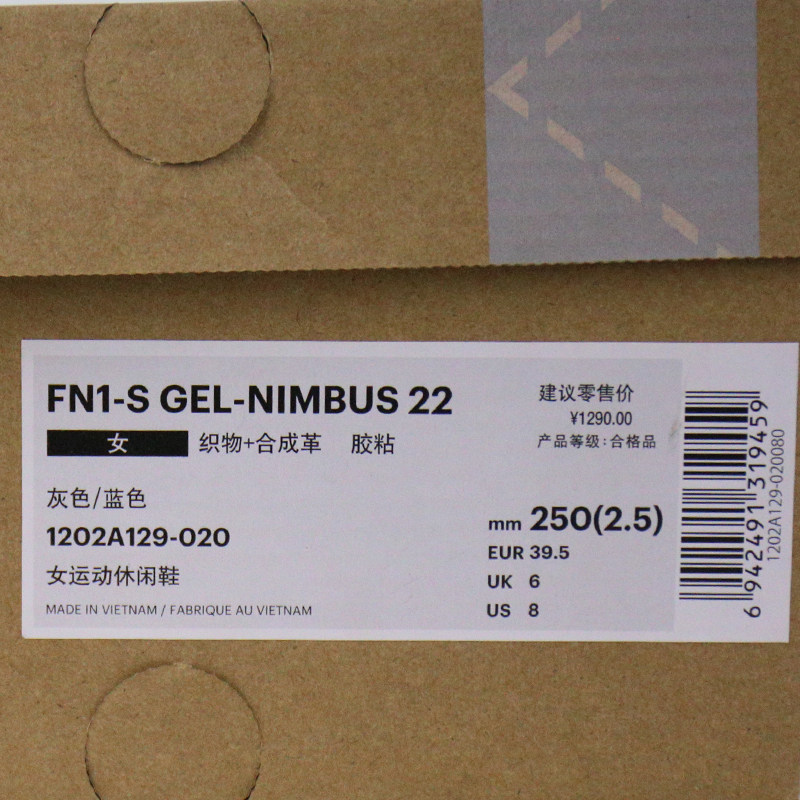 FN1-S GEL-NIMBUS 22
女 织物+合成革 胶粘
灰色/蓝色
1202A129-020
女运动休闲鞋
MADE IN VIETNAM / FABRIQUE AU VIETNAM
建议零售价
¥1290.00
产品等级:合格品
mm 250(2.5)
EUR 39.5
UK 6
US 8
6 942491 319459
1202A129-020080